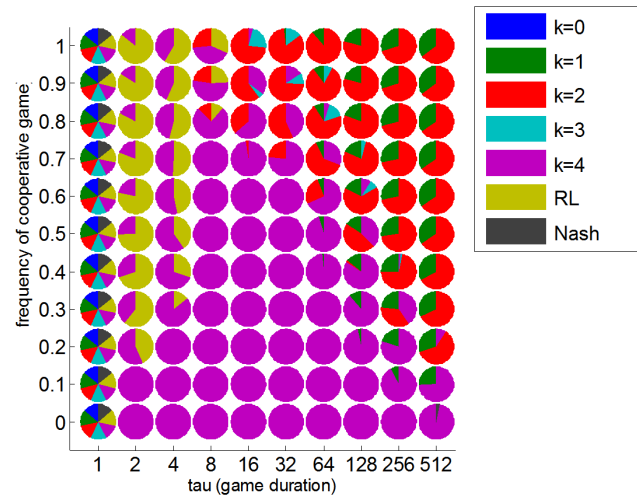 frequency of cooperative game
1
0.9
0.8
0.7
0.6
0.5
0.4
0.3
0.2
0.1
0
1 2 4 8 16 32 64 128 256 512
tau (game duration)
k=0
k=1
k=2
k=3
k=4
RL
Nash